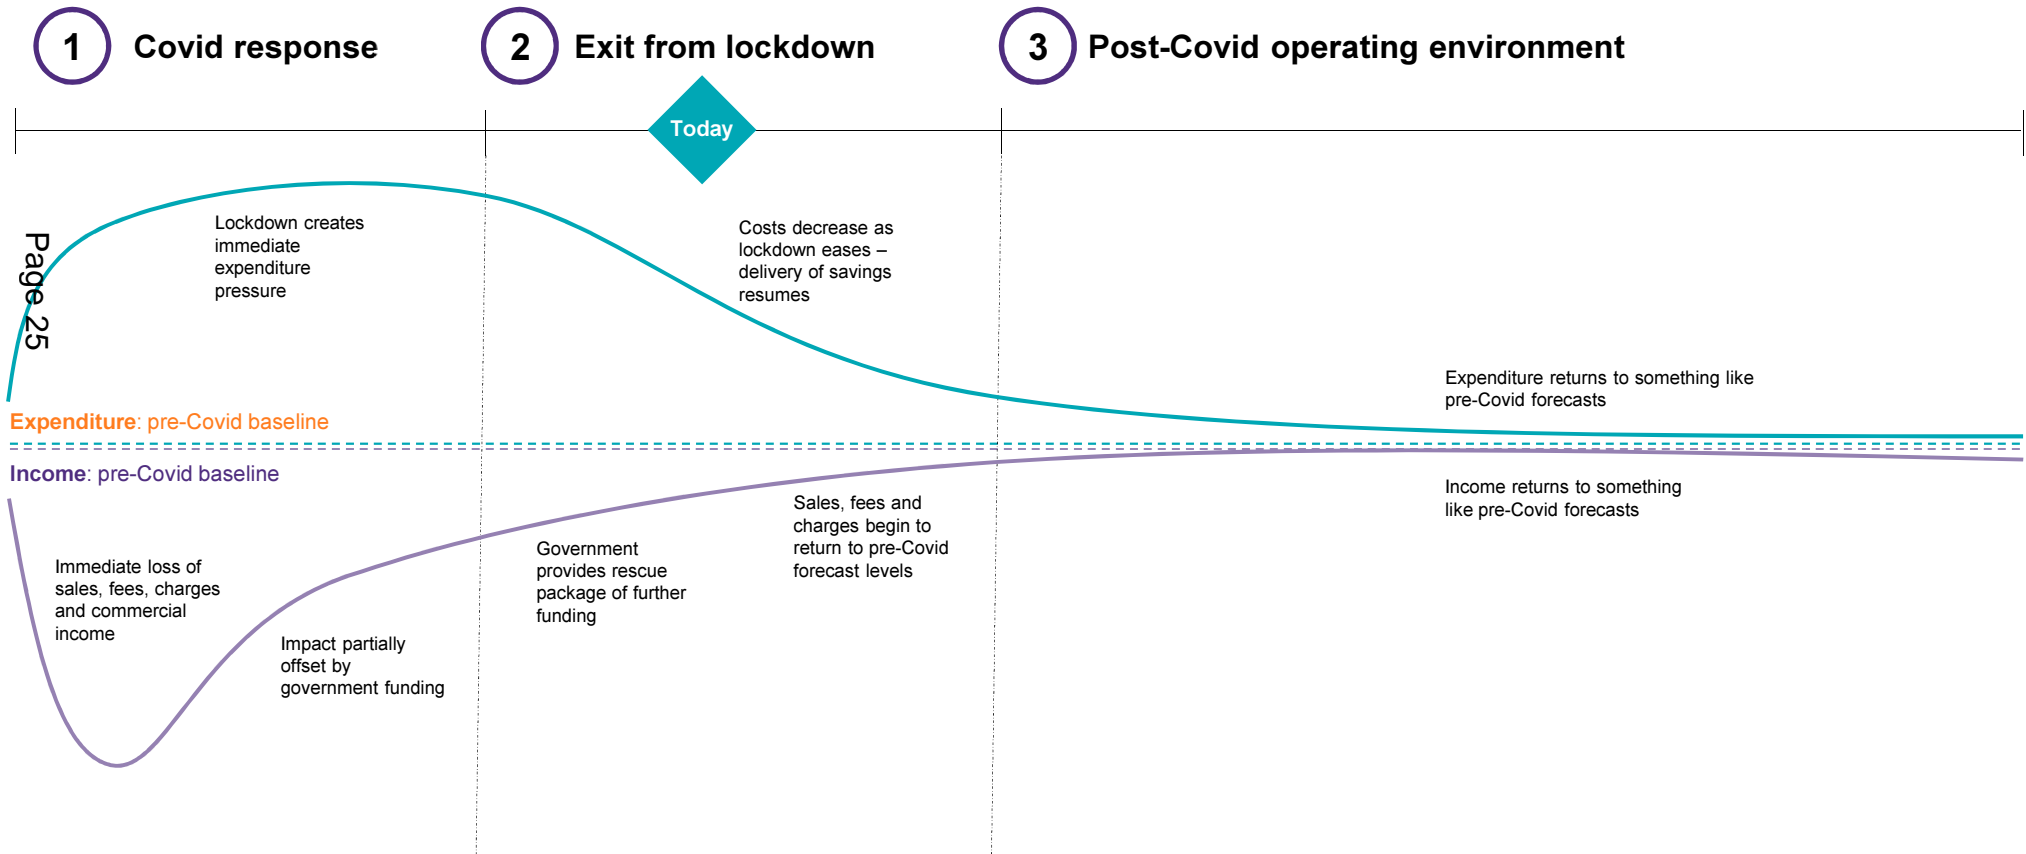 1 Covid response
2 Exit from lockdown
3 Post-Covid operating environment
Today
Page 25
Lockdown creates
immediate
expenditure
pressure
Costs decrease as
lockdown eases –
delivery of savings
resumes
Expenditure returns to something like
pre-Covid forecasts
Expenditure: pre-Covid baseline
Income: pre-Covid baseline
Immediate loss of
sales, fees, charges
and commercial
income
Impact partially
offset by
government funding
Government
provides rescue
package of further
funding
Sales, fees and
charges begin to
return to pre-Covid
forecast levels
Income returns to something
like pre-Covid forecasts